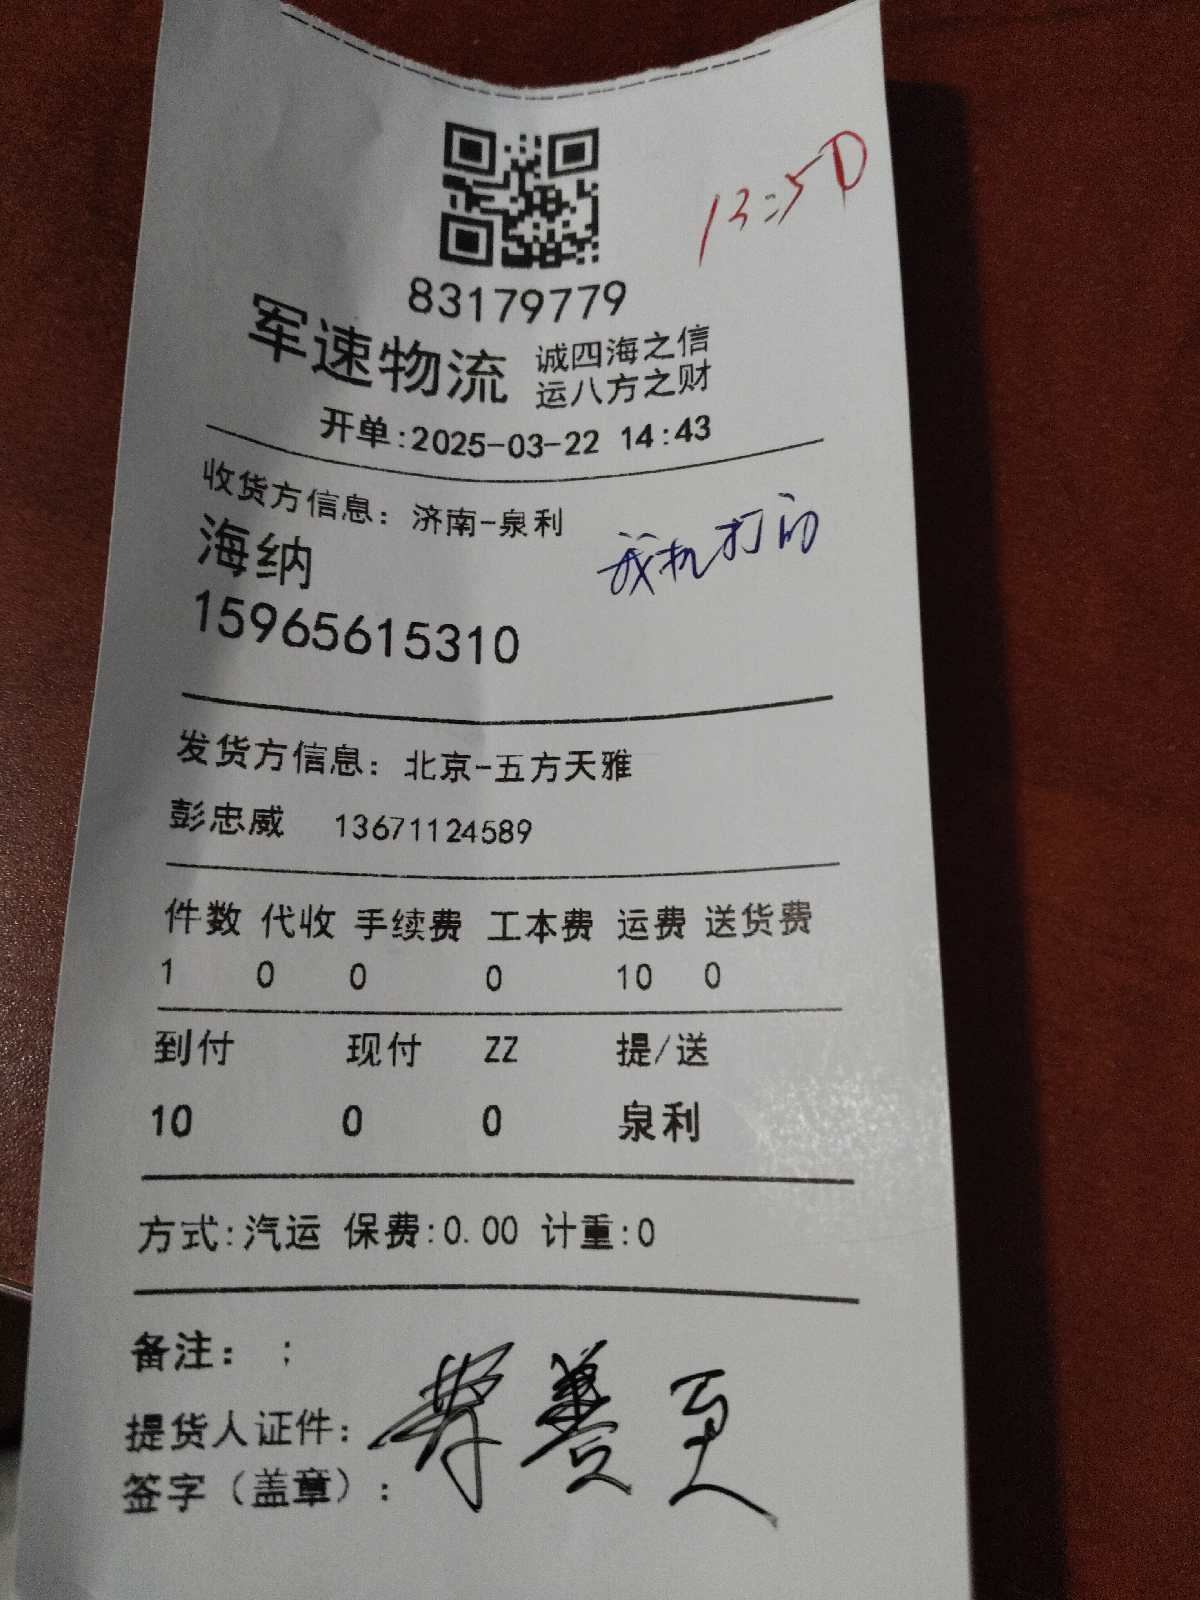 13:50
83179779
军速物流 诚四海之信
运八方之财
开单:2025-03-22 14:43
收货方信息: 济南-泉利
海纳
15965615310
发货方信息: 北京-五方天雅
彭忠威 13671124589
件数 代收 手续费 工本费 运费 送货费
1 0 0 0 10 0
到付 现付 ZZ 提/送
10 0 0 泉利
方式:汽运 保费:0.00 计重:0
备注: ;
提货人证件:
签字（盖章）: